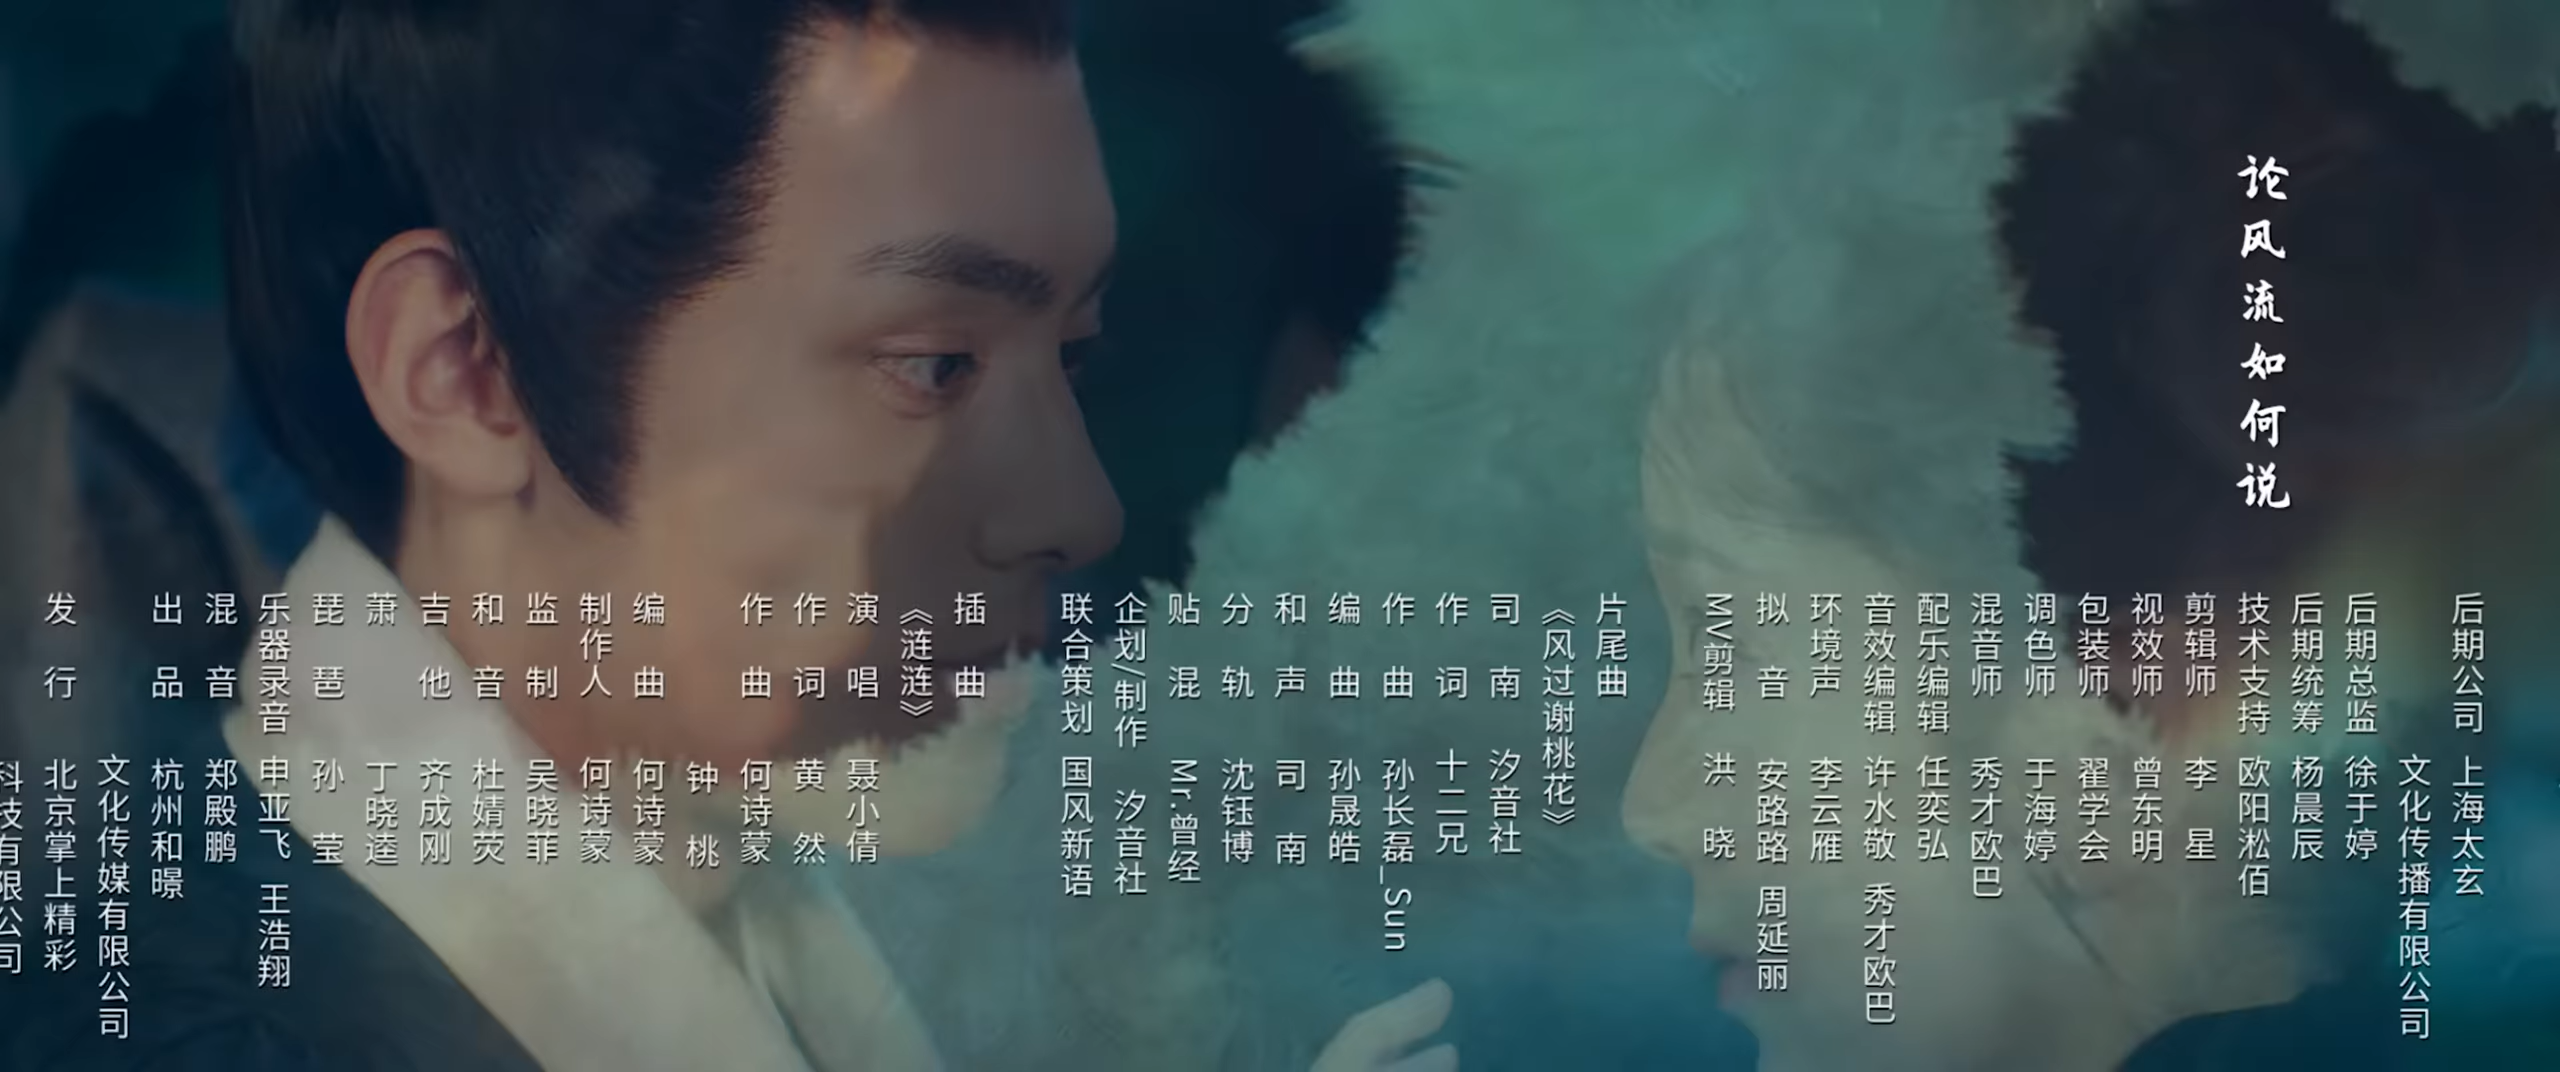 论风流如何说
后期公司 上海太玄
文化传播有限公司
后期总监 徐于婷
后期统筹 杨晨辰
技术支持 欧阳淞佰
剪辑师 李星
视效师 曾东明
包装师 翟学会
调色师 于海婷
混音师 秀才欧巴
配乐编辑 任奕弘
音效编辑 许水敬 秀才欧巴
环境声 李云雁
拟音 安路路 周延丽
MV剪辑 洪晓
片尾曲
《风过谢桃花》
司南 汐音社
作词 十二兄
作曲 孙长磊_Sun
编曲 孙晟皓
和声 司南
分轨 沈钰博
贴混 Mr.曾经
企划/制作 汐音社
联合策划 国风新语
插曲
《涟涟》
演唱 聂小倩
作词 黄然
作曲 何诗蒙
钟桃
编曲 何诗蒙
制作人 何诗蒙
监制 吴晓菲
和音 杜婧荧
吉他 齐成刚
萧 丁晓逵
琵琶 孙莹
乐器录音 申亚飞 王浩翔
混音 郑殿鹏
出品 杭州和暻
文化传媒有限公司
发行 北京掌上精彩
科技有限公司